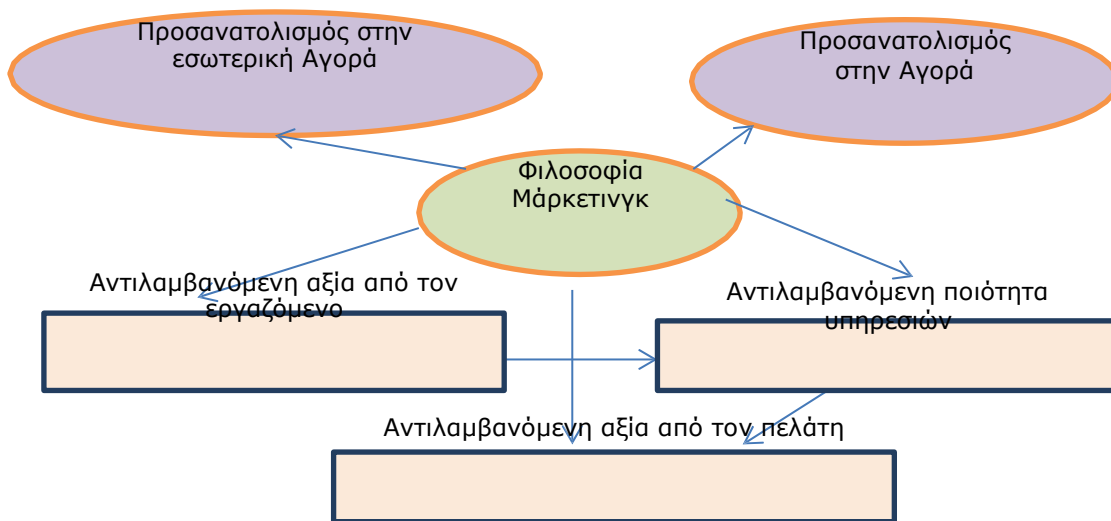 Προσανατολισμός στην
εσωτερική Αγορά
Προσανατολισμός
στην Αγορά
Φιλοσοφία
Μάρκετινγκ
Αντιλαμβανόμενη αξία από τον
εργαζόμενο
Αντιλαμβανόμενη ποιότητα
υπηρεσιών
Αντιλαμβανόμενη αξία από τον πελάτη